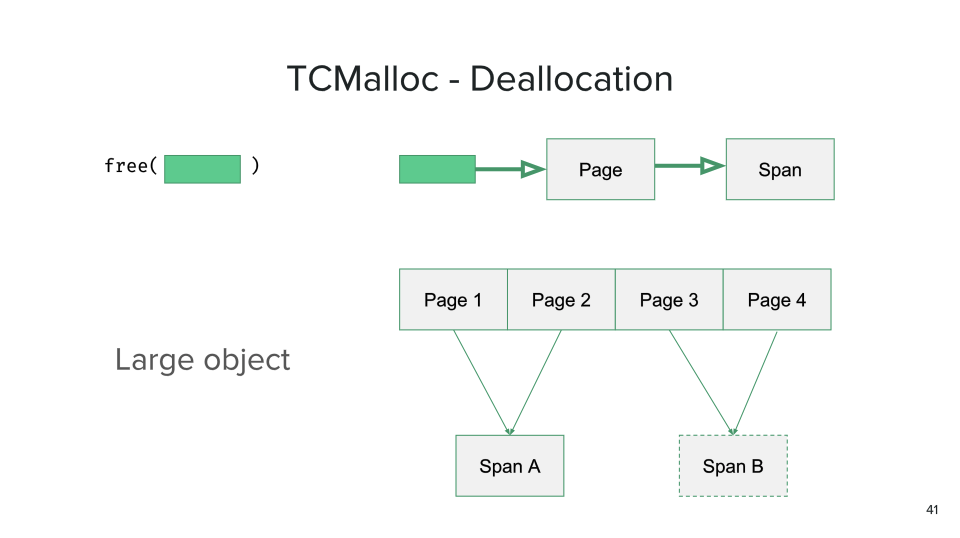 TCMalloc - Deallocation
free( )
Page
Span
Page 1
Page 2
Page 3
Page 4
Large object
Span A
Span B
41